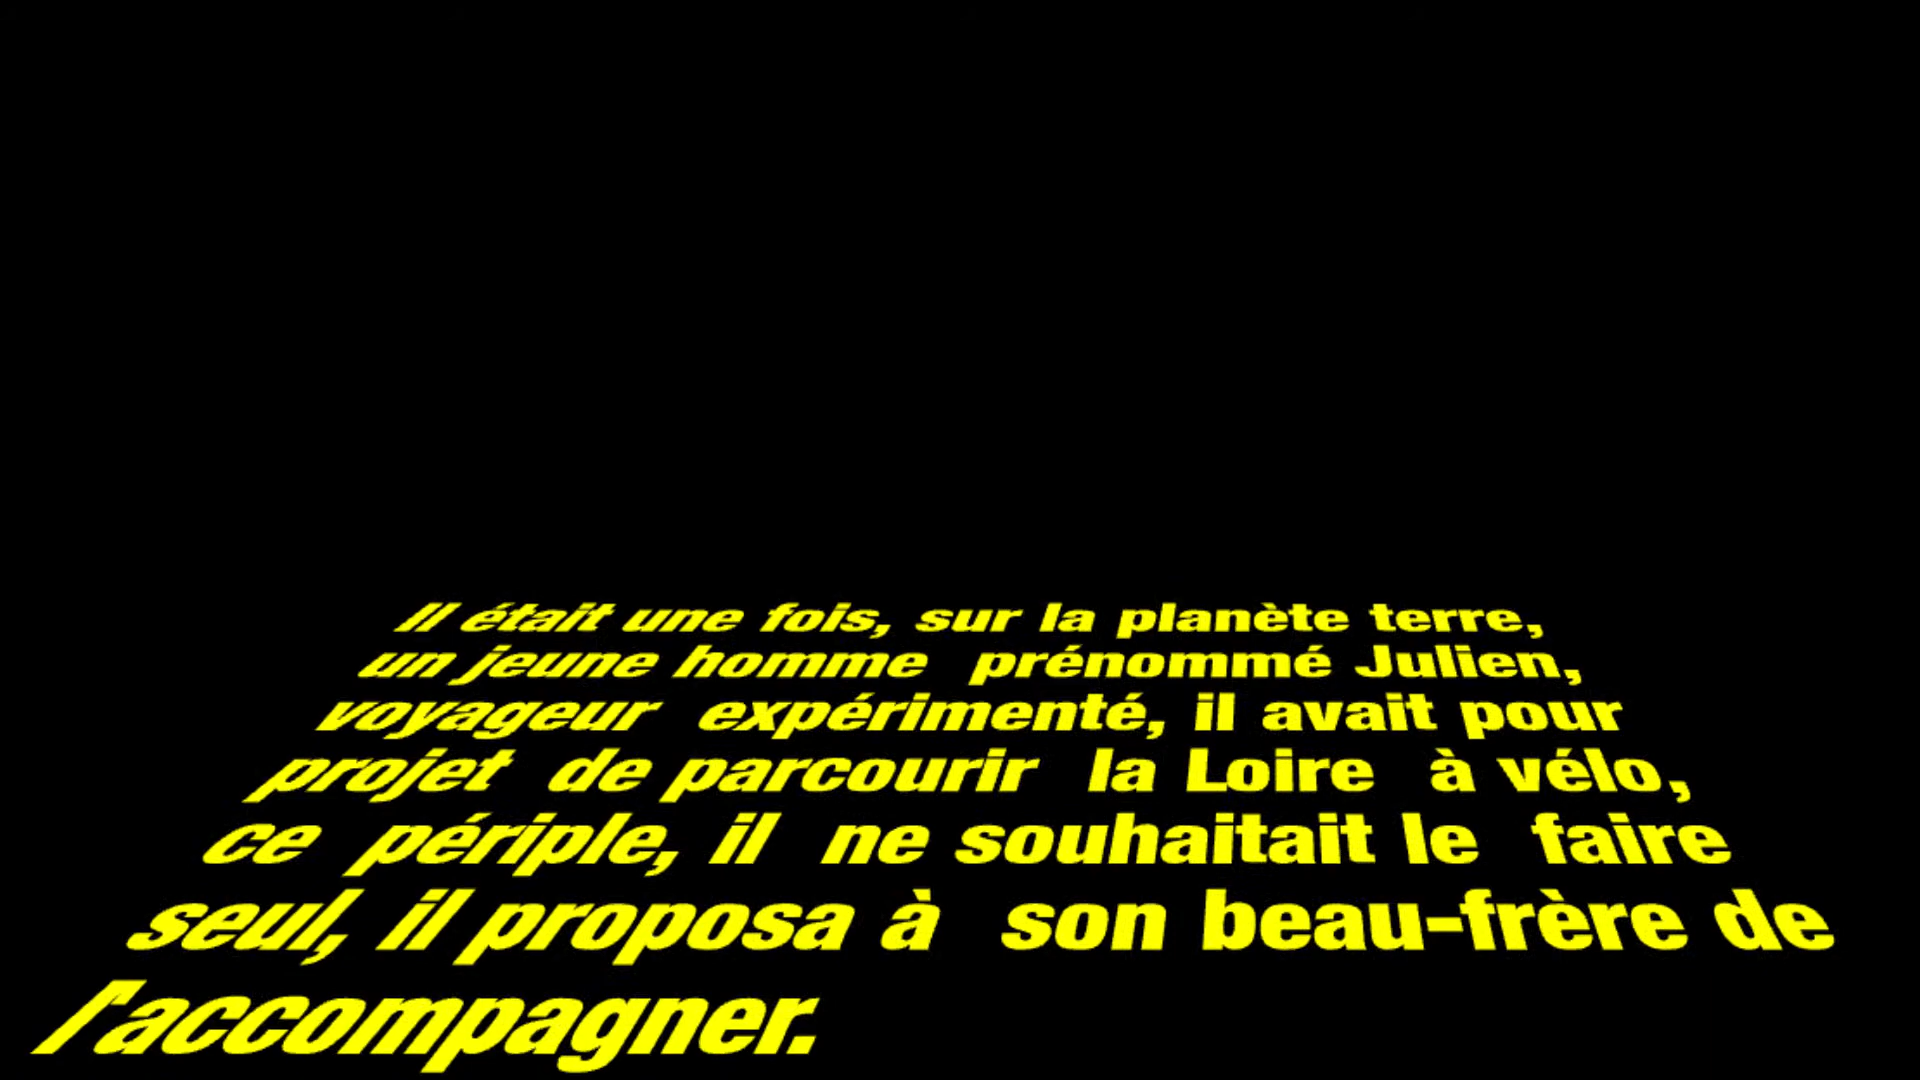 Il était une fois, sur la planète terre,
un jeune homme prénommé Julien,
voyageur expérimenté, il avait pour
projet de parcourir la Loire à vélo,
ce périple, il ne souhaitait le faire
seul, il proposa à son beau-frère de
l'accompagner.